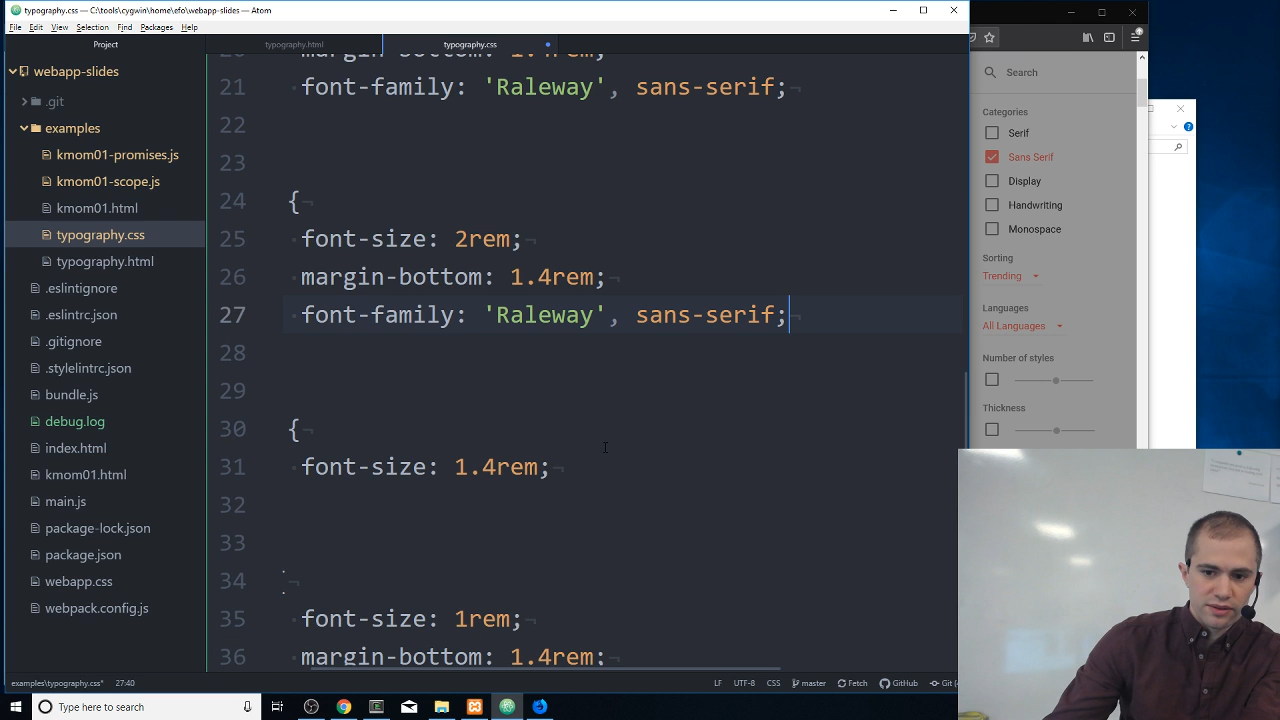 typography.css — C:\tools\cygwin\home\efo\webapp-slides — Atom
File Edit View Selection Find Packages Help
Project
typography.html
typography.css
webapp-slides
.git
examples
kmom01-promises.js
kmom01-scope.js
kmom01.html
typography.css
typography.html
.eslintignore
.eslintrc.json
.gitignore
.stylelintrc.json
bundle.js
debug.log
index.html
kmom01.html
main.js
package-lock.json
package.json
webapp.css
webpack.config.js
20 margin-bottom: 1.4rem;
21 font-family: 'Raleway', sans-serif;
22
23
24 {
25 font-size: 2rem;
26 margin-bottom: 1.4rem;
27 font-family: 'Raleway', sans-serif;
28
29
30 {
31 font-size: 1.4rem;
32
33
34
35 font-size: 1rem;
36 margin-bottom: 1.4rem;
examples\typography.css* 27:40
LF UTF-8 CSS master Fetch GitHub Git (
Search
Categories
Serif
Sans Serif
Display
Handwriting
Monospace
Sorting
Trending
Languages
All Languages
Number of styles
Thickness
Type here to search